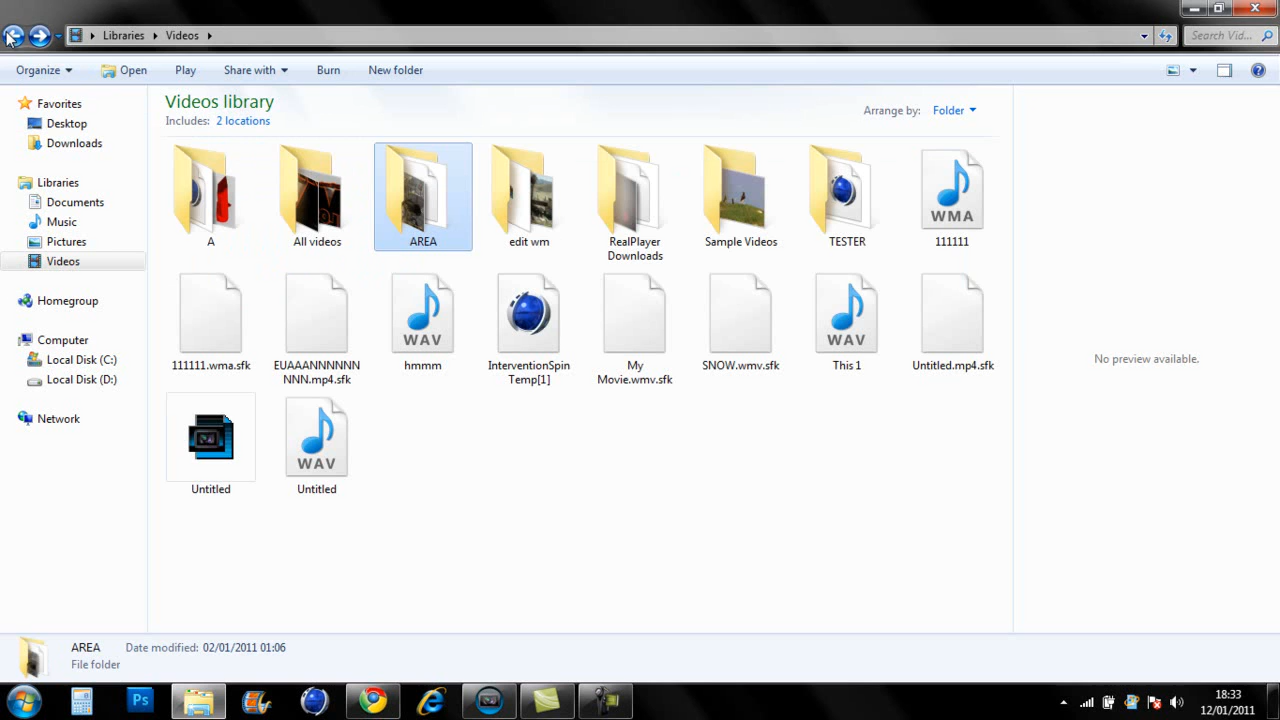 Libraries
Videos
Search Vid...
Organize
Open
Play
Share with
Burn
New folder
Favorites
Desktop
Downloads
Libraries
Documents
Music
Pictures
Videos
Homegroup
Computer
Local Disk (C:)
Local Disk (D:)
Network
Videos library
Includes: 2 locations
Arrange by: Folder
A
All videos
AREA
edit wm
RealPlayer
Downloads
Sample Videos
TESTER
WMA
111111
111111.wma.sfk
EUAAANNNNNN
NNN.mp4.sfk
WAV
hmmm
InterventionSpin
Temp[1]
My
Movie.wmv.sfk
SNOW.wmv.sfk
WAV
This 1
Untitled.mp4.sfk
Untitled
WAV
Untitled
No preview available.
AREA
Date modified: 02/01/2011 01:06
File folder
Ps
18:33
12/01/2011